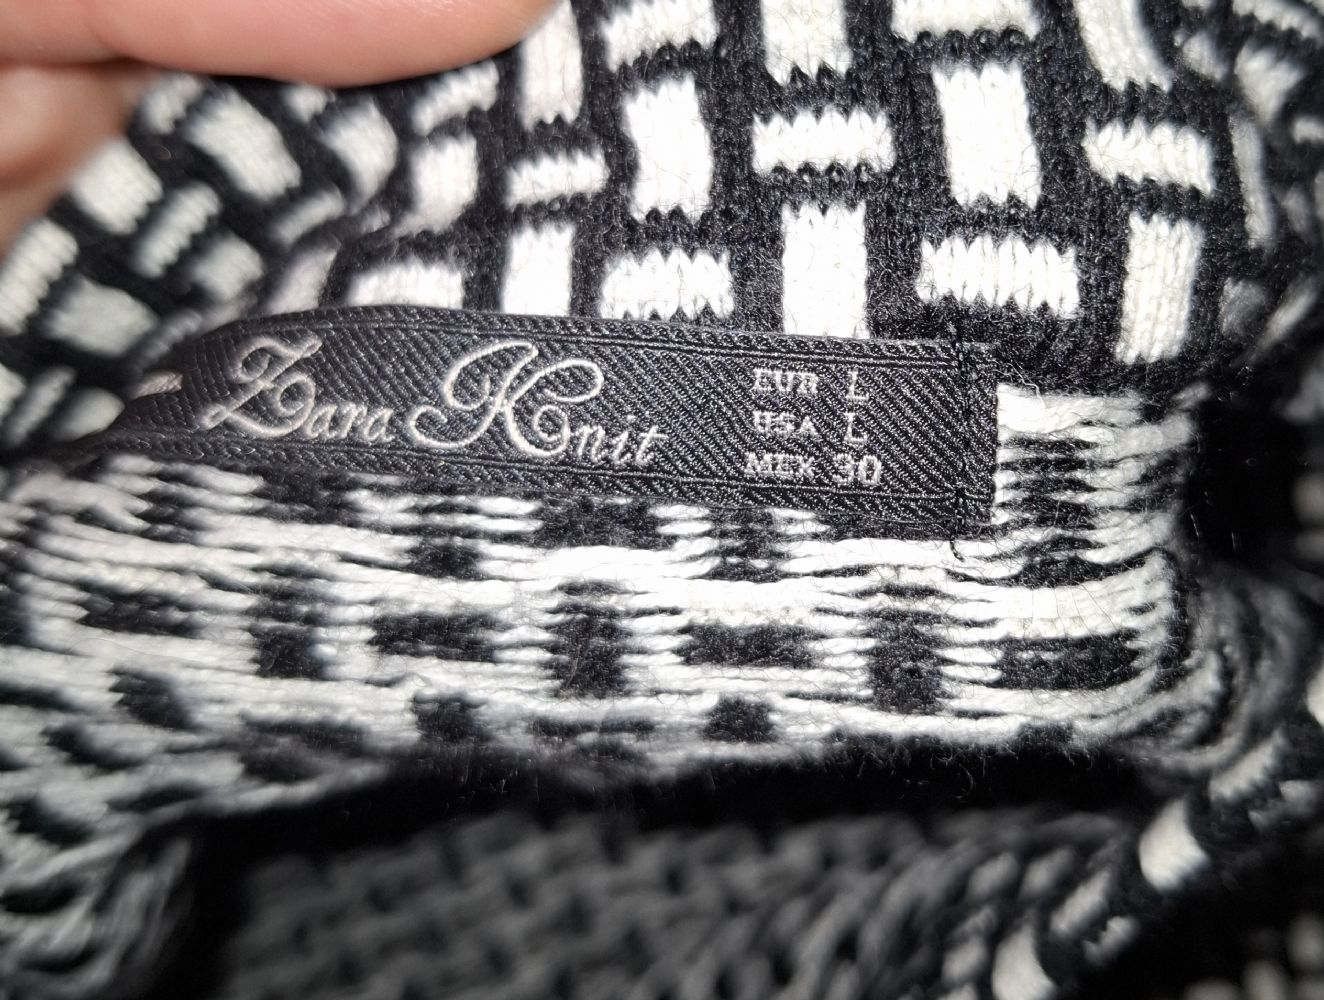 Zara Knit
EUR L
USA L
MEX 30